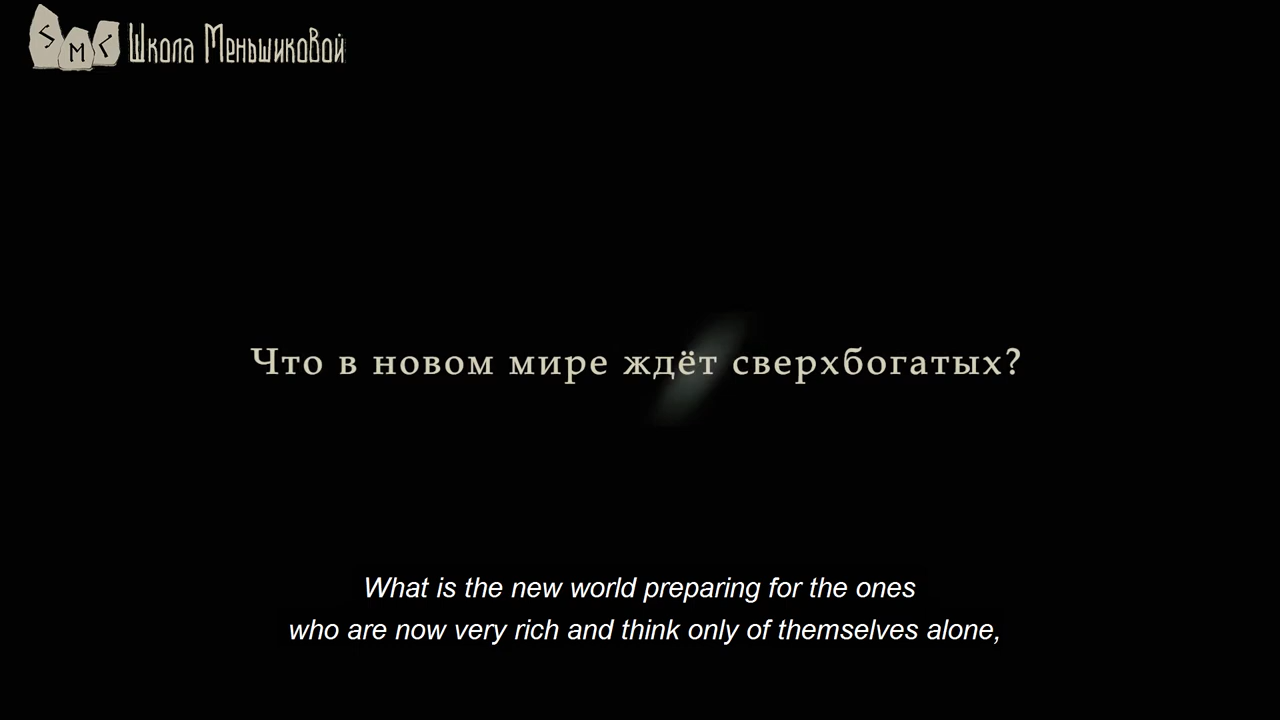 SMS Школа Меньшиковой
Что в новом мире ждёт сверхбогатых?
What is the new world preparing for the ones
who are now very rich and think only of themselves alone,